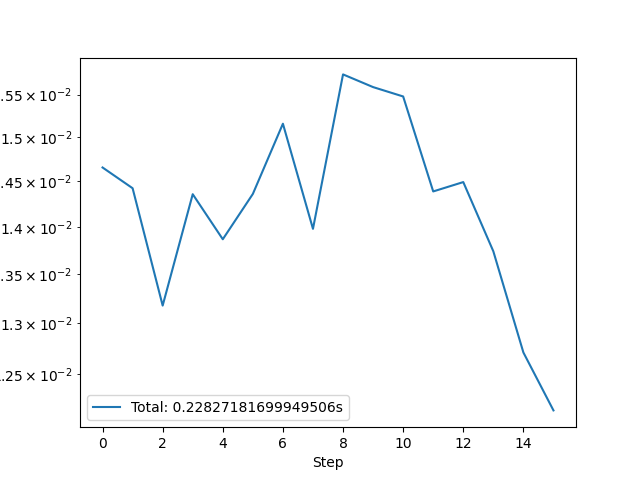 .55 × 10⁻²
1.5 × 10⁻²
.45 × 10⁻²
1.4 × 10⁻²
.35 × 10⁻²
1.3 × 10⁻²
.25 × 10⁻²
Total: 0.22827181699949506s
0 2 4 6 8 10 12 14
Step